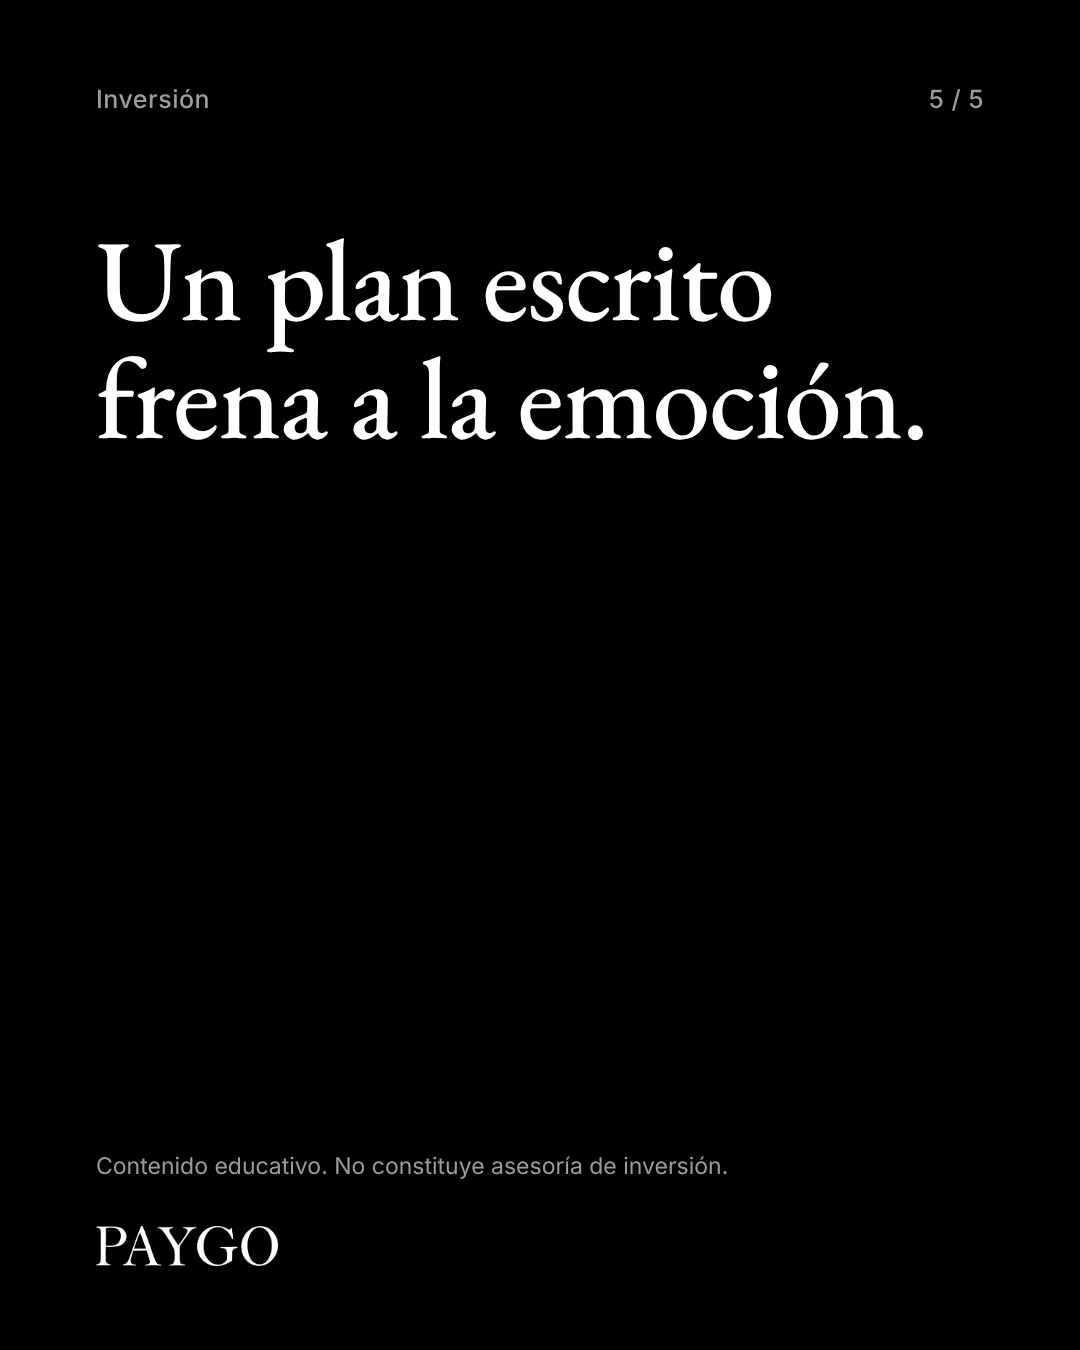 Inversión
5 / 5
Un plan escrito
frena a la emoción.
Contenido educativo. No constituye asesoría de inversión.
PAYGO